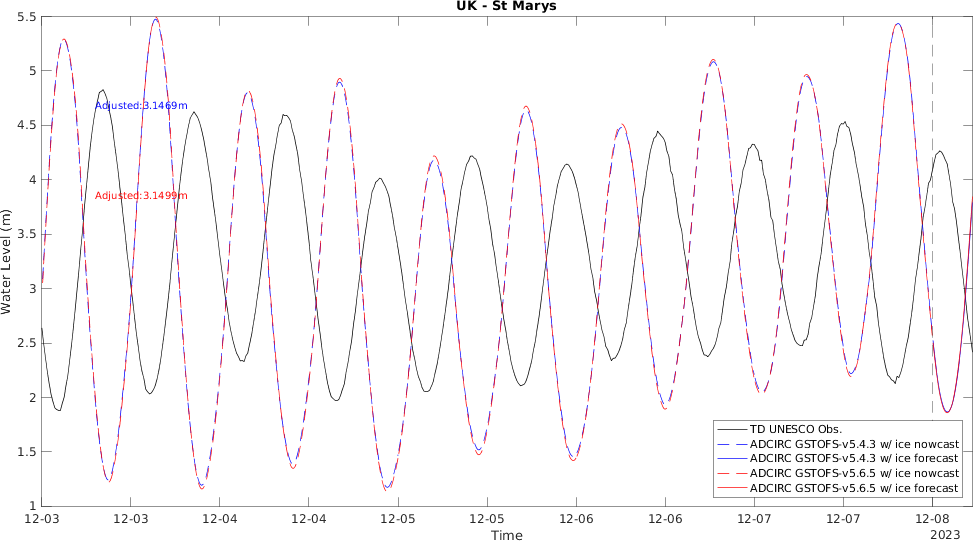 UK - St Marys
5.5
5
4.5
4
3.5
3
2.5
2
1.5
1
Water Level (m)
Adjusted:3.1469m
Adjusted:3.1499m
TD UNESCO Obs.
ADCIRC GSTOFS-v5.4.3 w/ ice nowcast
ADCIRC GSTOFS-v5.4.3 w/ ice forecast
ADCIRC GSTOFS-v5.6.5 w/ ice nowcast
ADCIRC GSTOFS-v5.6.5 w/ ice forecast
12-03 12-03 12-04 12-04 12-05 12-05 12-06 12-06 12-07 12-07 12-08
2023
Time